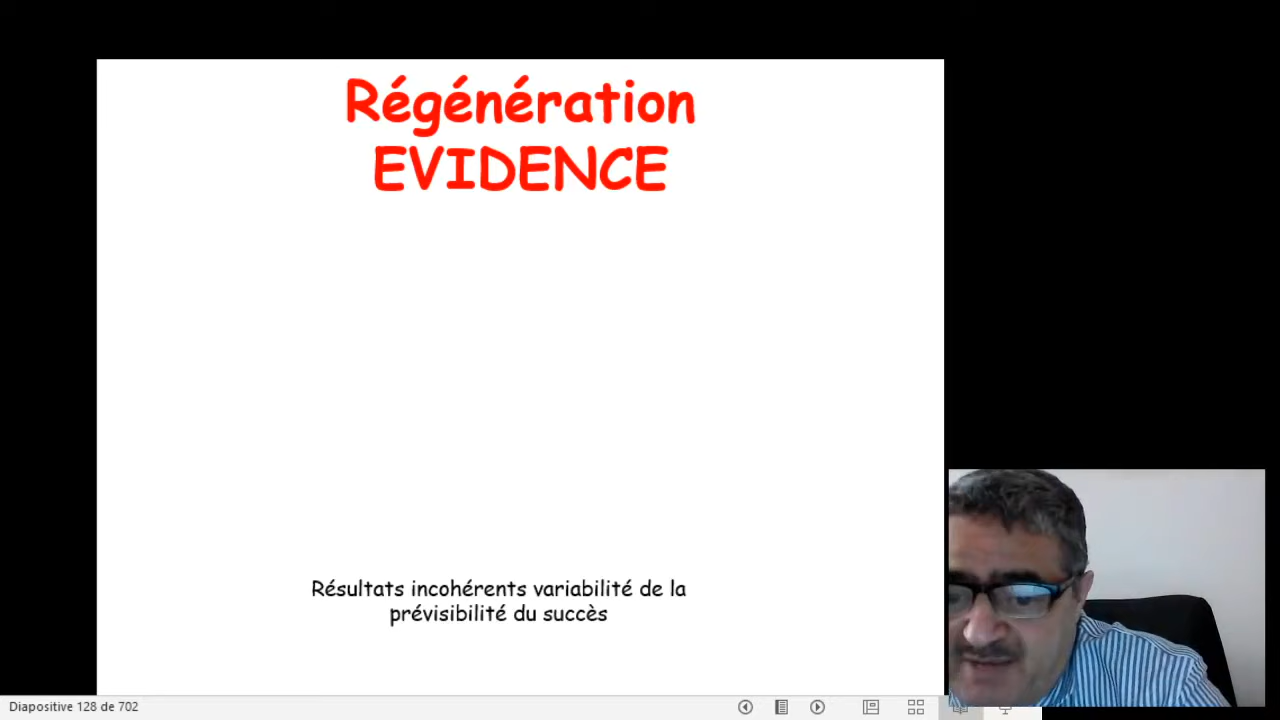 Régénération
EVIDENCE
Résultats incohérents variabilité de la
prévisibilité du succès
Diapositive 128 de 702